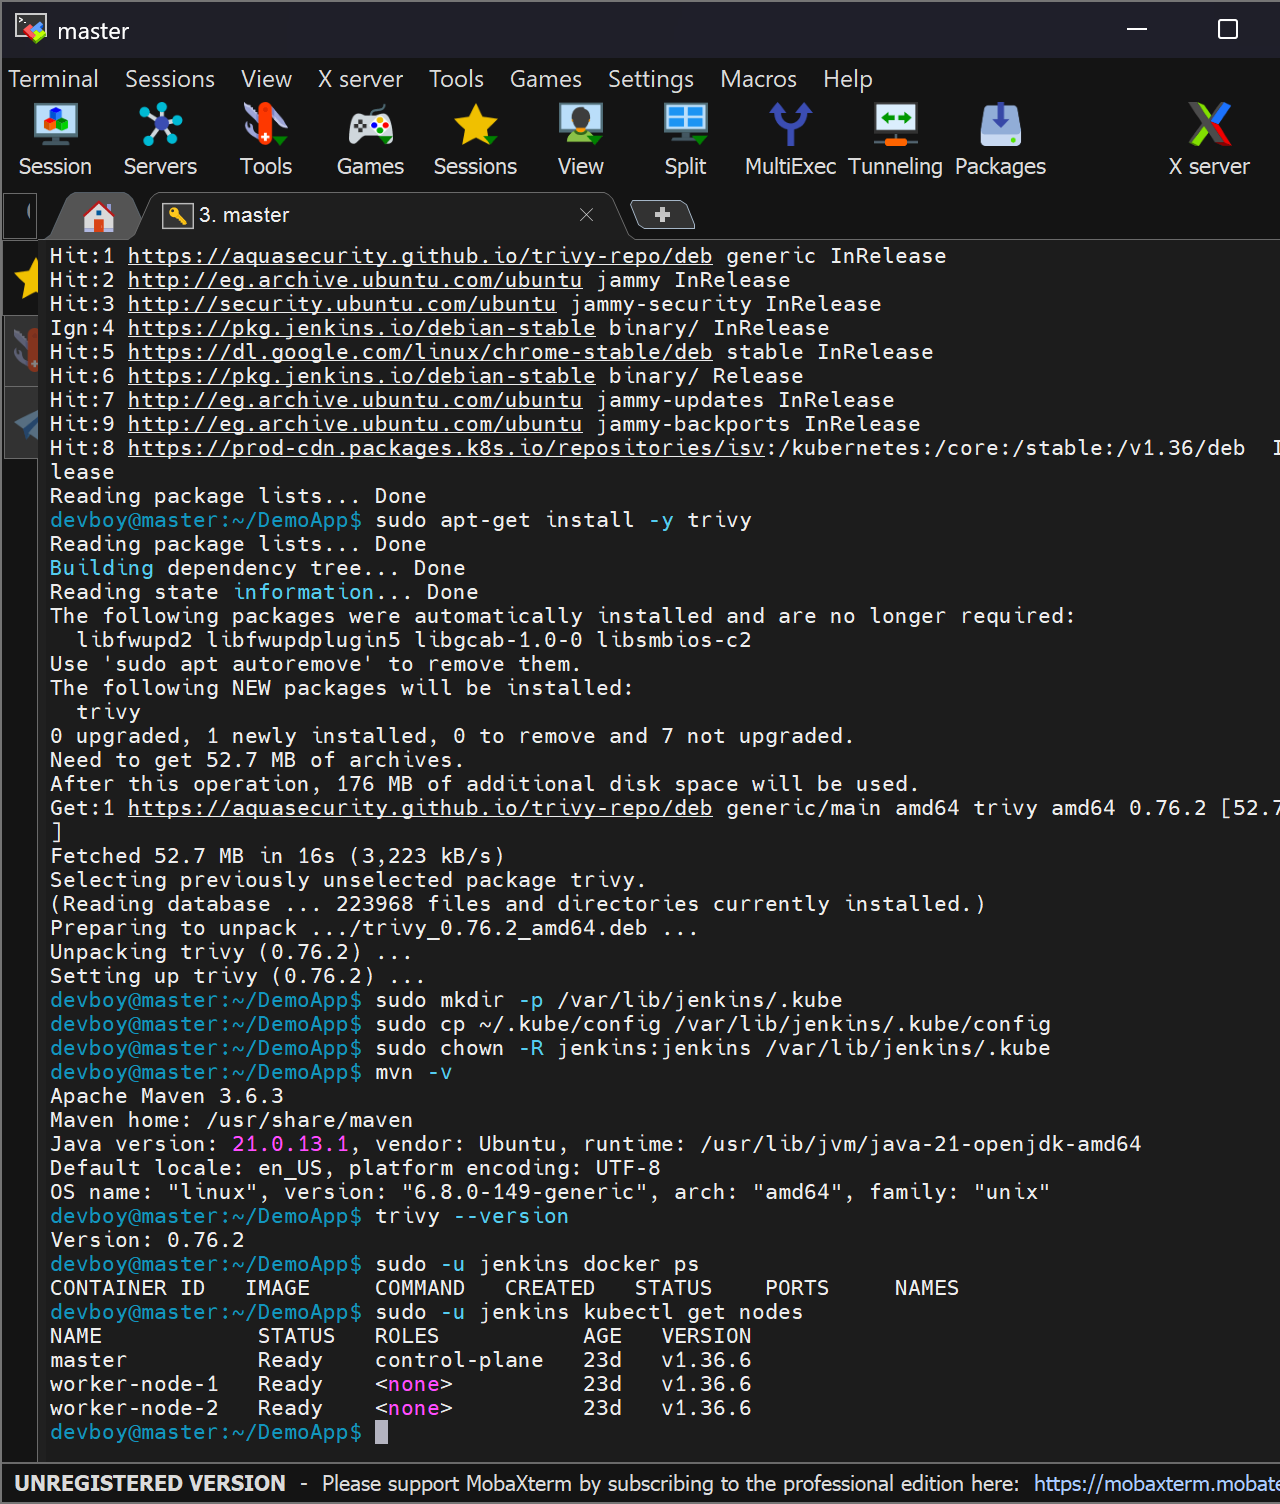 master
Terminal Sessions View X server Tools Games Settings Macros Help
Session Servers Tools Games Sessions View Split MultiExec Tunneling Packages X server
3. master
Hit:1 https://aquasecurity.github.io/trivy-repo/deb generic InRelease
Hit:2 http://eg.archive.ubuntu.com/ubuntu jammy InRelease
Hit:3 http://security.ubuntu.com/ubuntu jammy-security InRelease
Ign:4 https://pkg.jenkins.io/debian-stable binary/ InRelease
Hit:5 https://dl.google.com/linux/chrome-stable/deb stable InRelease
Hit:6 https://pkg.jenkins.io/debian-stable binary/ Release
Hit:7 http://eg.archive.ubuntu.com/ubuntu jammy-updates InRelease
Hit:9 http://eg.archive.ubuntu.com/ubuntu jammy-backports InRelease
Hit:8 https://prod-cdn.packages.k8s.io/repositories/isv:/kubernetes:/core:/stable:/v1.36/deb
lease
Reading package lists... Done
devboy@master:~/DemoApp$ sudo apt-get install -y trivy
Reading package lists... Done
Building dependency tree... Done
Reading state information... Done
The following packages were automatically installed and are no longer required:
  libfwupd2 libfwupdplugin5 libgcab-1.0-0 libsmbios-c2
Use 'sudo apt autoremove' to remove them.
The following NEW packages will be installed:
  trivy
0 upgraded, 1 newly installed, 0 to remove and 7 not upgraded.
Need to get 52.7 MB of archives.
After this operation, 176 MB of additional disk space will be used.
Get:1 https://aquasecurity.github.io/trivy-repo/deb generic/main amd64 trivy amd64 0.76.2 [52.7
]
Fetched 52.7 MB in 16s (3,223 kB/s)
Selecting previously unselected package trivy.
(Reading database ... 223968 files and directories currently installed.)
Preparing to unpack .../trivy_0.76.2_amd64.deb ...
Unpacking trivy (0.76.2) ...
Setting up trivy (0.76.2) ...
devboy@master:~/DemoApp$ sudo mkdir -p /var/lib/jenkins/.kube
devboy@master:~/DemoApp$ sudo cp ~/.kube/config /var/lib/jenkins/.kube/config
devboy@master:~/DemoApp$ sudo chown -R jenkins:jenkins /var/lib/jenkins/.kube
devboy@master:~/DemoApp$ mvn -v
Apache Maven 3.6.3
Maven home: /usr/share/maven
Java version: 21.0.13.1, vendor: Ubuntu, runtime: /usr/lib/jvm/java-21-openjdk-amd64
Default locale: en_US, platform encoding: UTF-8
OS name: "linux", version: "6.8.0-149-generic", arch: "amd64", family: "unix"
devboy@master:~/DemoApp$ trivy --version
Version: 0.76.2
devboy@master:~/DemoApp$ sudo -u jenkins docker ps
CONTAINER ID   IMAGE     COMMAND   CREATED   STATUS    PORTS     NAMES
devboy@master:~/DemoApp$ sudo -u jenkins kubectl get nodes
NAME            STATUS   ROLES           AGE   VERSION
master          Ready    control-plane   23d   v1.36.6
worker-node-1   Ready    <none>          23d   v1.36.6
worker-node-2   Ready    <none>          23d   v1.36.6
devboy@master:~/DemoApp$
UNREGISTERED VERSION - Please support MobaXterm by subscribing to the professional edition here: https://mobaxterm.mobate